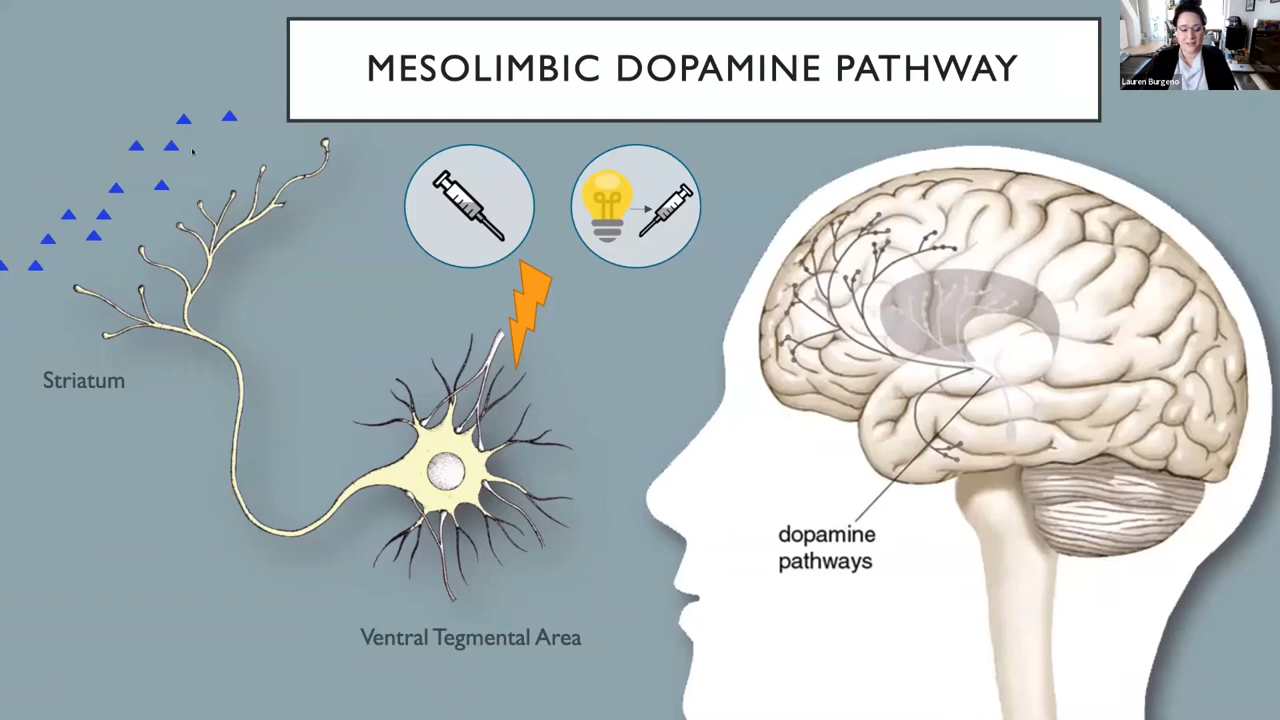 MESOLIMBIC DOPAMINE PATHWAY
Lauren Burgeno
Striatum
dopamine
pathways
Ventral Tegmental Area